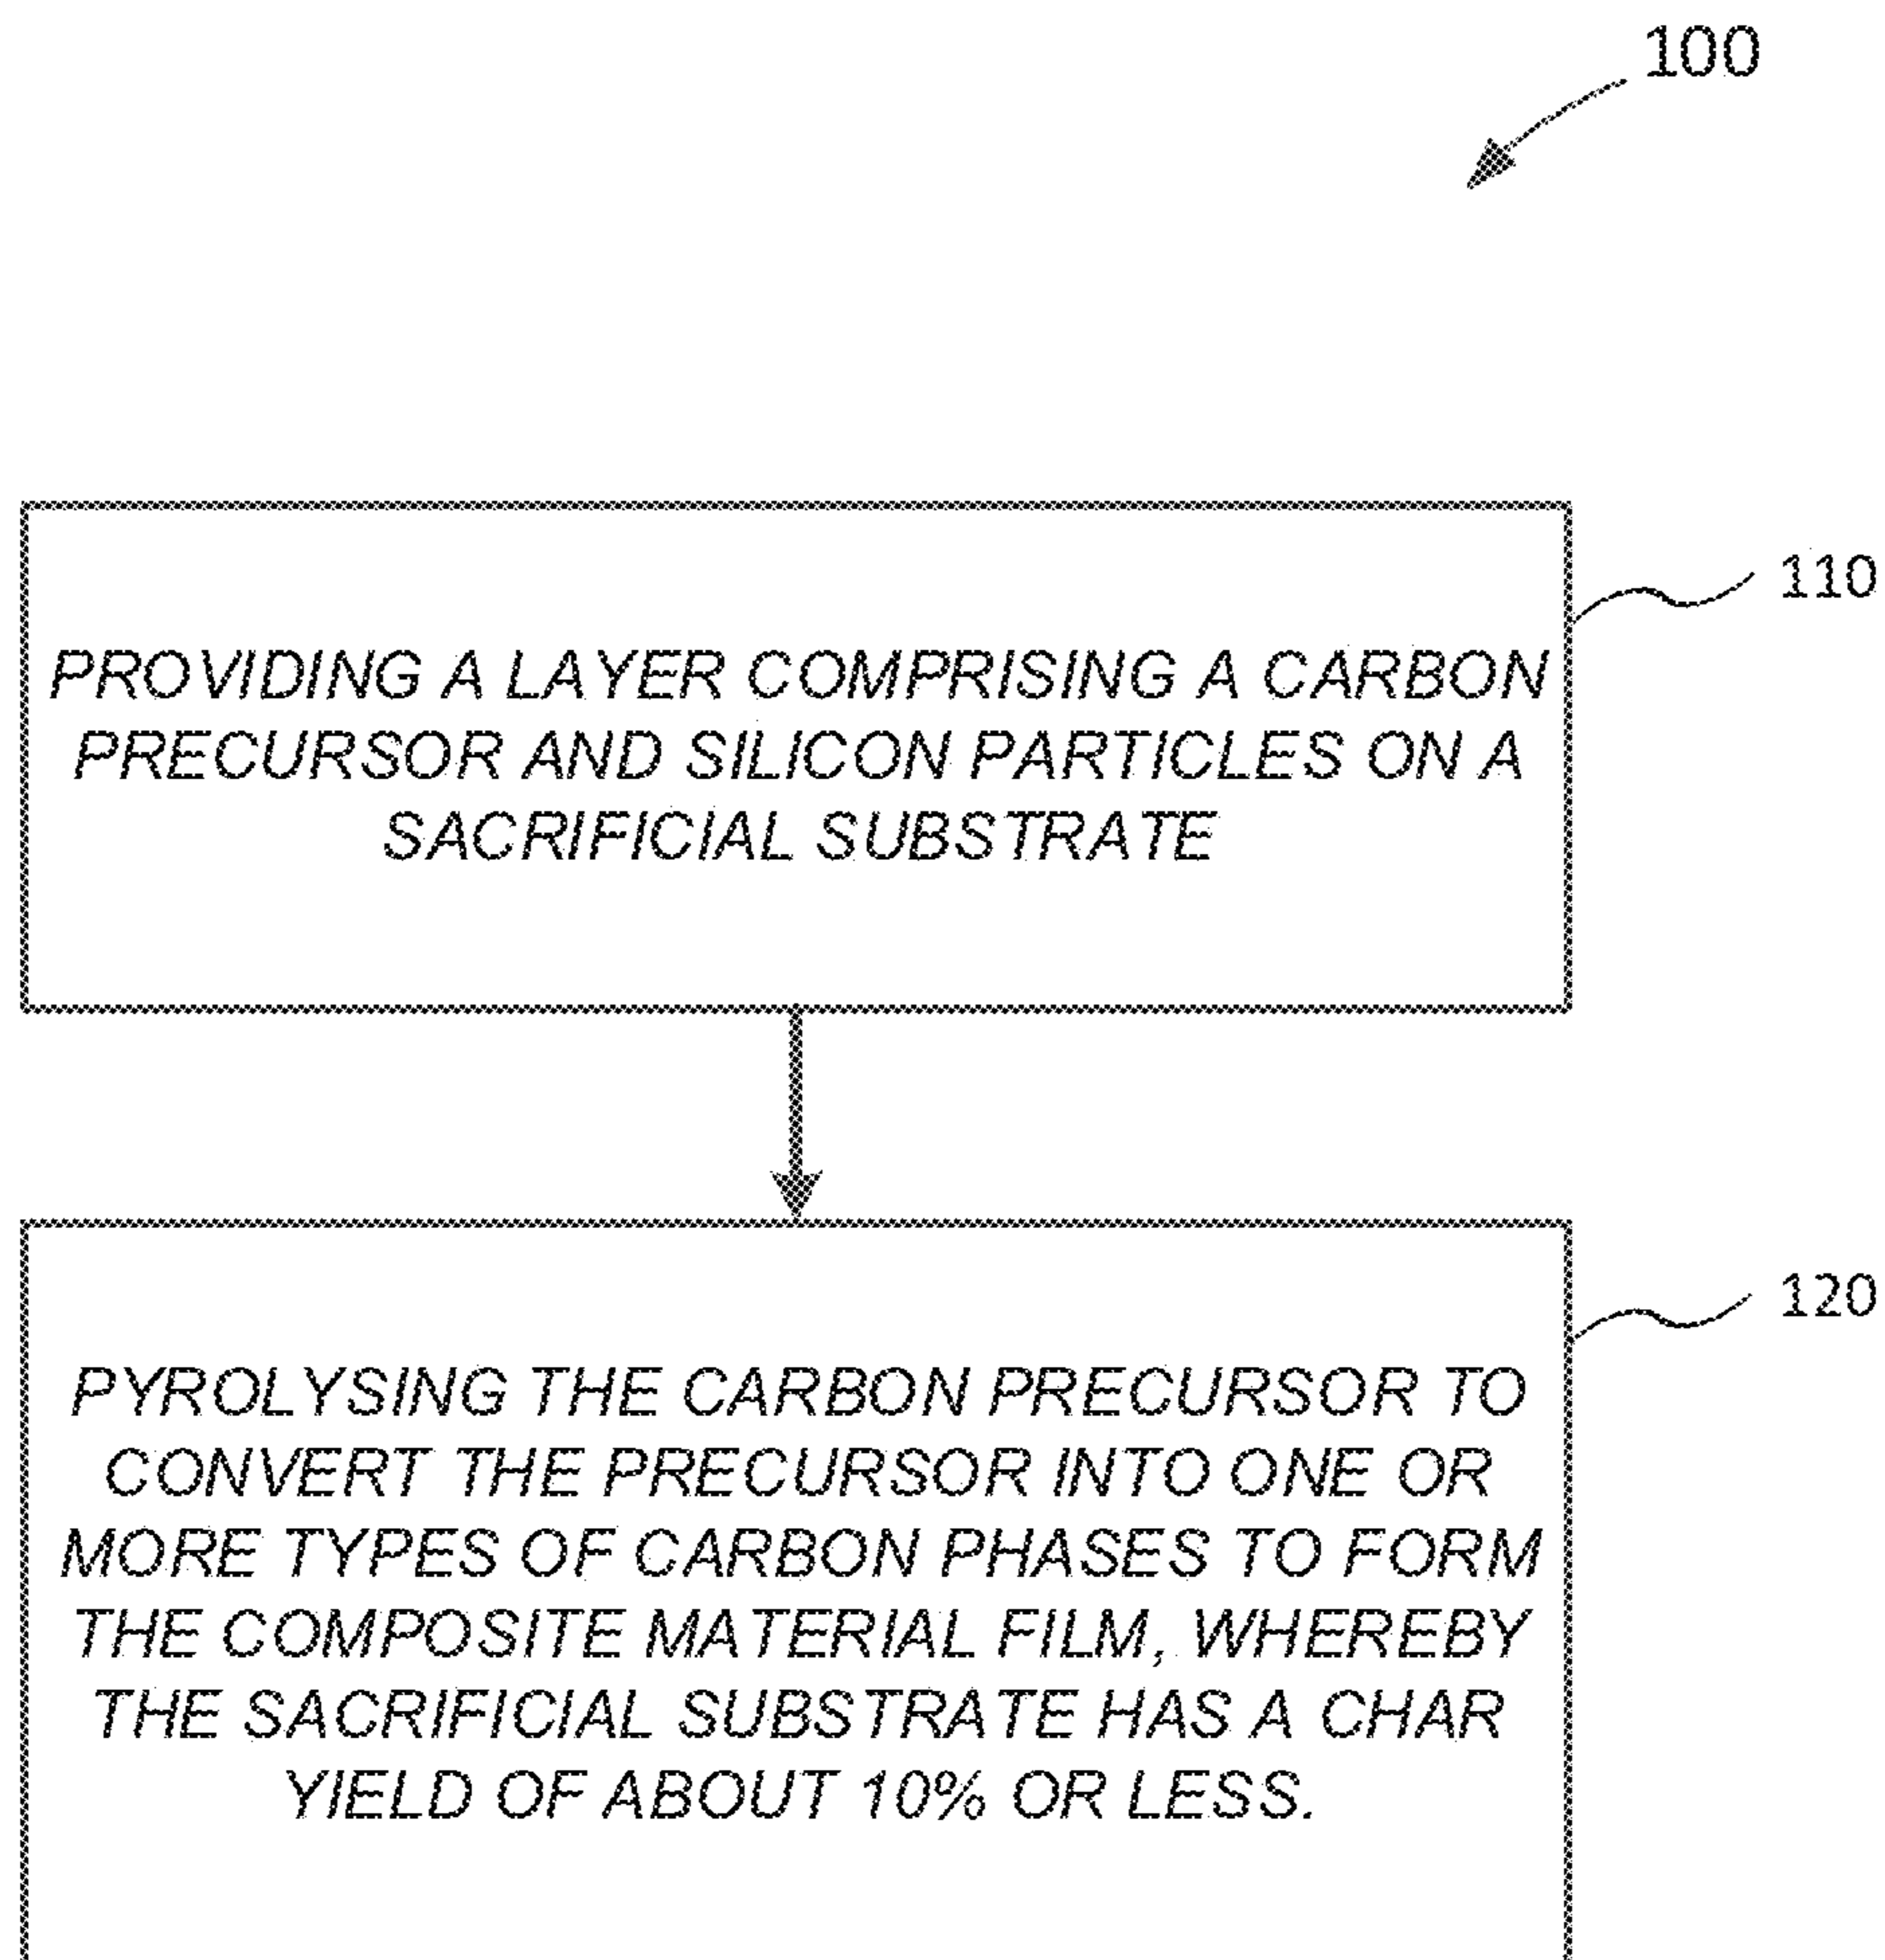 100
110
PROVIDING A LAYER COMPRISING A CARBON
PRECURSOR AND SILICON PARTICLES ON A
SACRIFICIAL SUBSTRATE
120
PYROLYSING THE CARBON PRECURSOR TO
CONVERT THE PRECURSOR INTO ONE OR
MORE TYPES OF CARBON PHASES TO FORM
THE COMPOSITE MATERIAL FILM, WHEREBY
THE SACRIFICIAL SUBSTRATE HAS A CHAR
YIELD OF ABOUT 10% OR LESS.